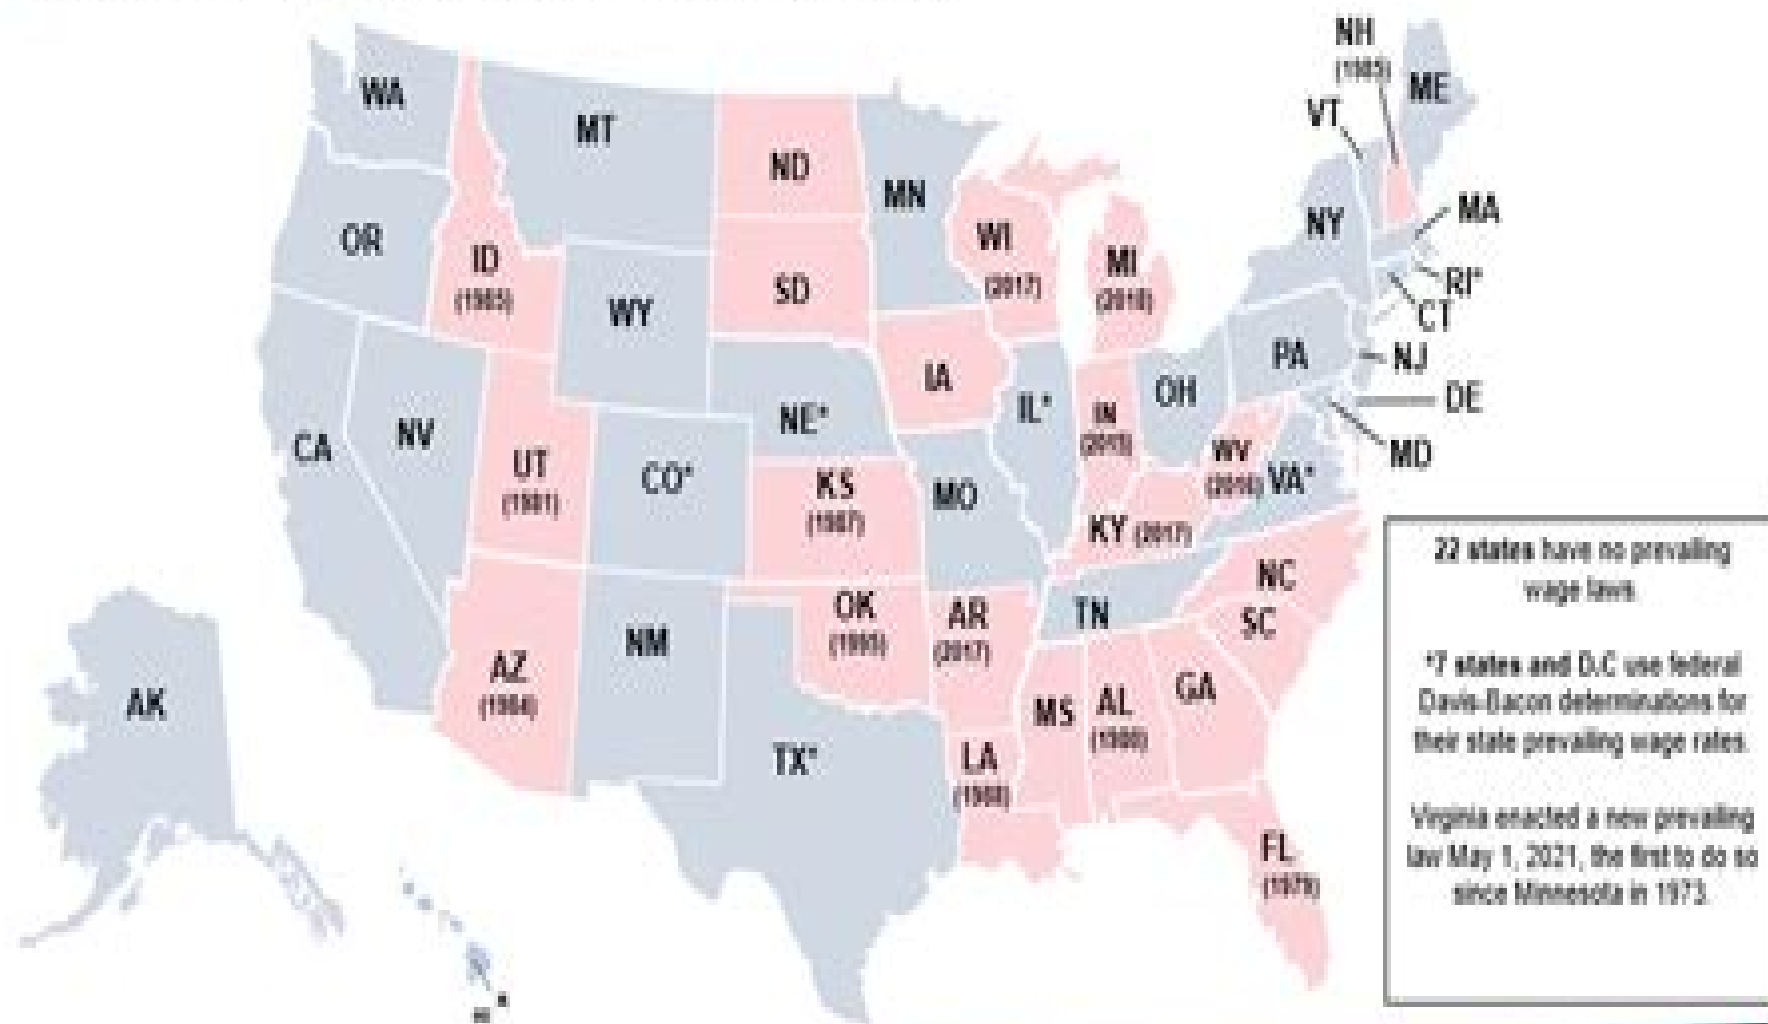 NH
(1985)
ME
WA
VT
MT
ND
MN
OR
ID
(1985)
WI
(2017)
MI
(2018)
NY
MA
SD
WY
RI*
CT
IA
PA
NJ
NE*
IL*
IN
(2015)
OH
DE
CA
NV
UT
(1981)
CO*
KS
(1987)
MO
WV
(2016)
VA*
MD
KY (2017)
22 states have no prevailing
wage laws.
NC
OK
(1995)
AR
(2017)
TN
SC
NM
AZ
(1984)
*7 states and D.C use federal
Davis-Bacon determinations for
their state prevailing wage rates.
AK
MS
AL
(1980)
GA
TX*
LA
(1988)
Virginia enacted a new prevailing
law May 1, 2021, the first to do so
since Minnesota in 1973.
FL
(1979)